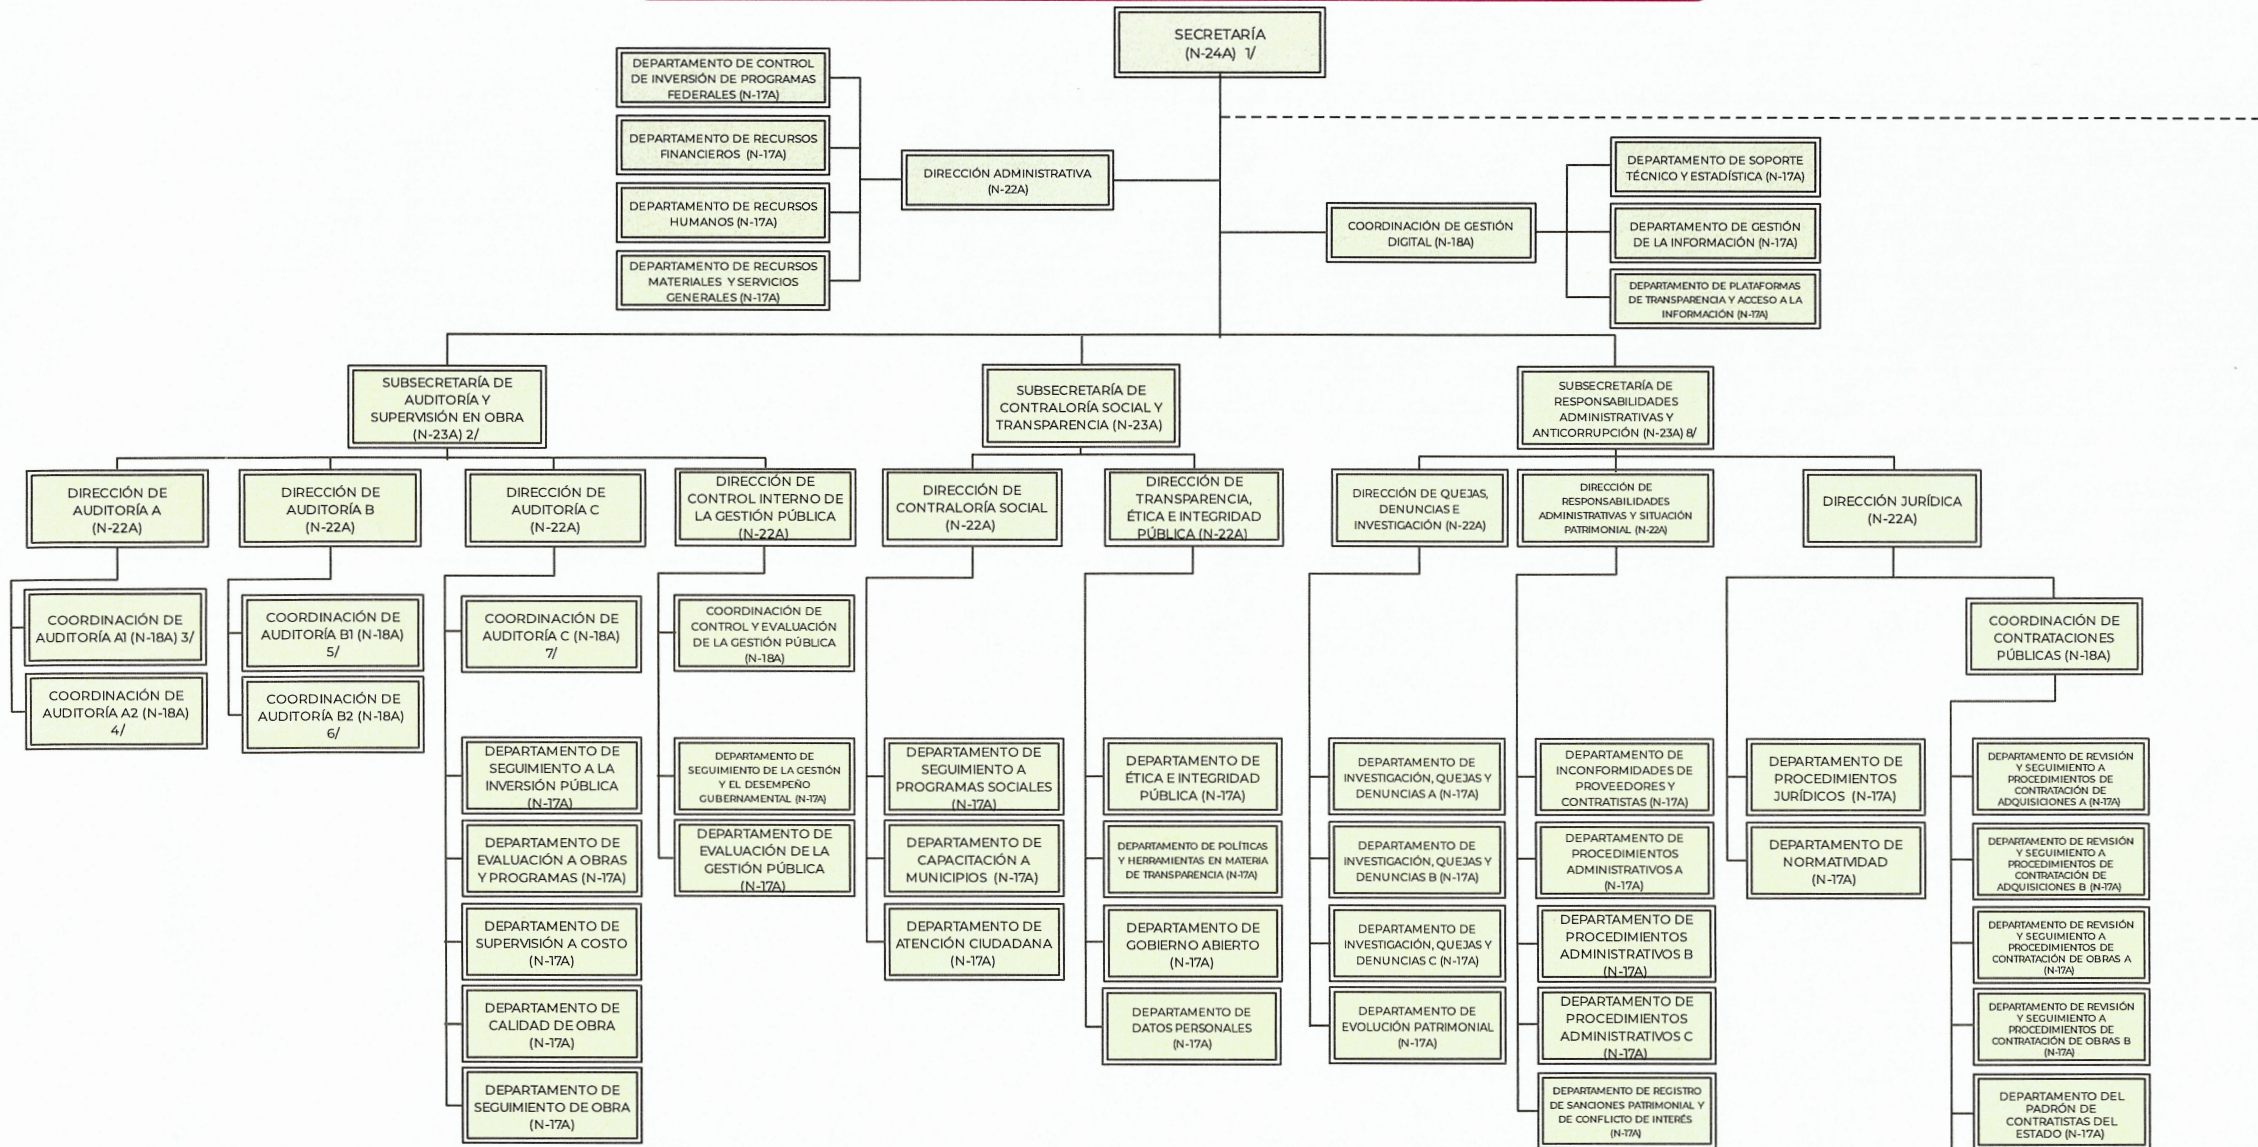 SECRETARÍA
(N-24A) 1/
DEPARTAMENTO DE CONTROL
DE INVERSIÓN DE PROGRAMAS
FEDERALES (N-17A)
DEPARTAMENTO DE RECURSOS
FINANCIEROS (N-17A)
DEPARTAMENTO DE RECURSOS
HUMANOS (N-17A)
DEPARTAMENTO DE RECURSOS
MATERIALES Y SERVICIOS
GENERALES (N-17A)
DIRECCIÓN ADMINISTRATIVA
(N-22A)
COORDINACIÓN DE GESTIÓN
DIGITAL (N-18A)
DEPARTAMENTO DE SOPORTE
TÉCNICO Y ESTADÍSTICA (N-17A)
DEPARTAMENTO DE GESTIÓN
DE LA INFORMACIÓN (N-17A)
DEPARTAMENTO DE PLATAFORMAS
DE TRANSPARENCIA Y ACCESO A LA
INFORMACIÓN (N-17A)
SUBSECRETARÍA DE
AUDITORÍA Y
SUPERVISIÓN EN OBRA
(N-23A) 2/
SUBSECRETARÍA DE
CONTRALORÍA SOCIAL Y
TRANSPARENCIA (N-23A)
SUBSECRETARÍA DE
RESPONSABILIDADES
ADMINISTRATIVAS Y
ANTICORRUPCIÓN (N-23A) 8/
DIRECCIÓN DE
AUDITORÍA A
(N-22A)
DIRECCIÓN DE
AUDITORÍA B
(N-22A)
DIRECCIÓN DE
AUDITORÍA C
(N-22A)
DIRECCIÓN DE
CONTROL INTERNO DE
LA GESTIÓN PÚBLICA
(N-22A)
DIRECCIÓN DE
CONTRALORÍA SOCIAL
(N-22A)
DIRECCIÓN DE
TRANSPARENCIA,
ÉTICA E INTEGRIDAD
PÚBLICA (N-22A)
DIRECCIÓN DE QUEJAS,
DENUNCIAS E
INVESTIGACIÓN (N-22A)
DIRECCIÓN DE
RESPONSABILIDADES
ADMINISTRATIVAS Y SITUACIÓN
PATRIMONIAL (N-22A)
DIRECCIÓN JURÍDICA
(N-22A)
COORDINACIÓN DE
AUDITORÍA A1 (N-18A) 3/
COORDINACIÓN DE
AUDITORÍA A2 (N-18A)
4/
COORDINACIÓN DE
AUDITORÍA B1 (N-18A)
5/
COORDINACIÓN DE
AUDITORÍA B2 (N-18A)
6/
COORDINACIÓN DE
AUDITORÍA C (N-18A)
7/
DEPARTAMENTO DE
SEGUIMIENTO A LA
INVERSIÓN PÚBLICA
(N-17A)
DEPARTAMENTO DE
EVALUACIÓN A OBRAS
Y PROGRAMAS (N-17A)
DEPARTAMENTO DE
SUPERVISIÓN A COSTO
(N-17A)
DEPARTAMENTO DE
CALIDAD DE OBRA
(N-17A)
DEPARTAMENTO DE
SEGUIMIENTO DE OBRA
(N-17A)
COORDINACIÓN DE
CONTROL Y EVALUACIÓN
DE LA GESTIÓN PÚBLICA
(N-18A)
DEPARTAMENTO DE
SEGUIMIENTO DE LA GESTIÓN
Y EL DESEMPEÑO
GUBERNAMENTAL (N-17A)
DEPARTAMENTO DE
EVALUACIÓN DE LA
GESTIÓN PÚBLICA
(N-17A)
DEPARTAMENTO DE
SEGUIMIENTO A
PROGRAMAS SOCIALES
(N-17A)
DEPARTAMENTO DE
CAPACITACIÓN A
MUNICIPIOS (N-17A)
DEPARTAMENTO DE
ATENCIÓN CIUDADANA
(N-17A)
DEPARTAMENTO DE
ÉTICA E INTEGRIDAD
PÚBLICA (N-17A)
DEPARTAMENTO DE POLÍTICAS
Y HERRAMIENTAS EN MATERIA
DE TRANSPARENCIA (N-17A)
DEPARTAMENTO DE
GOBIERNO ABIERTO
(N-17A)
DEPARTAMENTO DE
DATOS PERSONALES
(N-17A)
DEPARTAMENTO DE
INVESTIGACIÓN, QUEJAS Y
DENUNCIAS A (N-17A)
DEPARTAMENTO DE
INVESTIGACIÓN, QUEJAS Y
DENUNCIAS B (N-17A)
DEPARTAMENTO DE
INVESTIGACIÓN, QUEJAS Y
DENUNCIAS C (N-17A)
DEPARTAMENTO DE
EVOLUCIÓN PATRIMONIAL
(N-17A)
DEPARTAMENTO DE
INCONFORMIDADES DE
PROVEEDORES Y
CONTRATISTAS (N-17A)
DEPARTAMENTO DE
PROCEDIMIENTOS
ADMINISTRATIVOS A
(N-17A)
DEPARTAMENTO DE
PROCEDIMIENTOS
ADMINISTRATIVOS B
(N-17A)
DEPARTAMENTO DE
PROCEDIMIENTOS
ADMINISTRATIVOS C
(N-17A)
DEPARTAMENTO DE REGISTRO
DE SANCIONES PATRIMONIAL Y
DE CONFLICTO DE INTERÉS
(N-17A)
DEPARTAMENTO DE
PROCEDIMIENTOS
JURÍDICOS (N-17A)
DEPARTAMENTO DE
NORMATIVIDAD
(N-17A)
COORDINACIÓN DE
CONTRATACIONES
PÚBLICAS (N-18A)
DEPARTAMENTO DE REVISIÓN
Y SEGUIMIENTO A
PROCEDIMIENTOS DE
CONTRATACIÓN DE
ADQUISICIONES A (N-17A)
DEPARTAMENTO DE REVISIÓN
Y SEGUIMIENTO A
PROCEDIMIENTOS DE
CONTRATACIÓN DE
ADQUISICIONES B (N-17A)
DEPARTAMENTO DE REVISIÓN
Y SEGUIMIENTO A
PROCEDIMIENTOS DE
CONTRATACIÓN DE OBRAS A
(N-17A)
DEPARTAMENTO DE REVISIÓN
Y SEGUIMIENTO A
PROCEDIMIENTOS DE
CONTRATACIÓN DE OBRAS B
(N-17A)
DEPARTAMENTO DEL
PADRÓN DE
CONTRATISTAS DEL
ESTADO (N-17A)